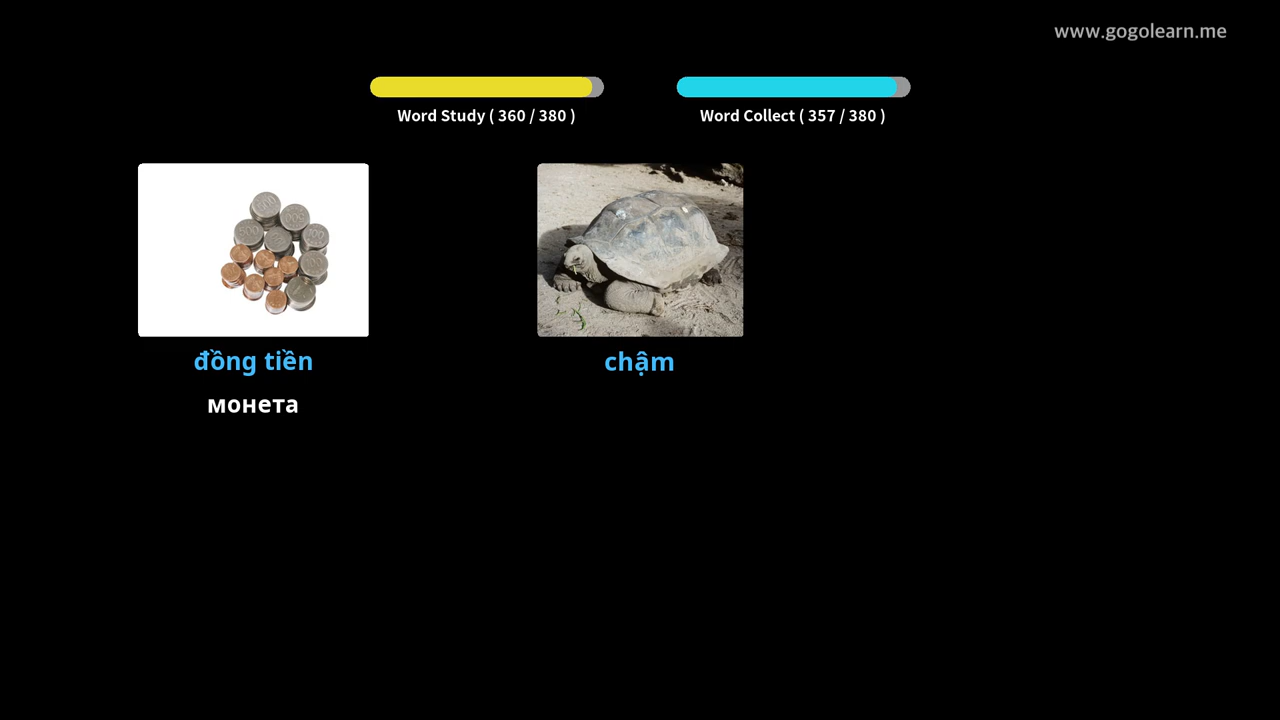 www.gogolearn.me
Word Study ( 360 / 380 )
Word Collect ( 357 / 380 )
đồng tiền
chậm
монета